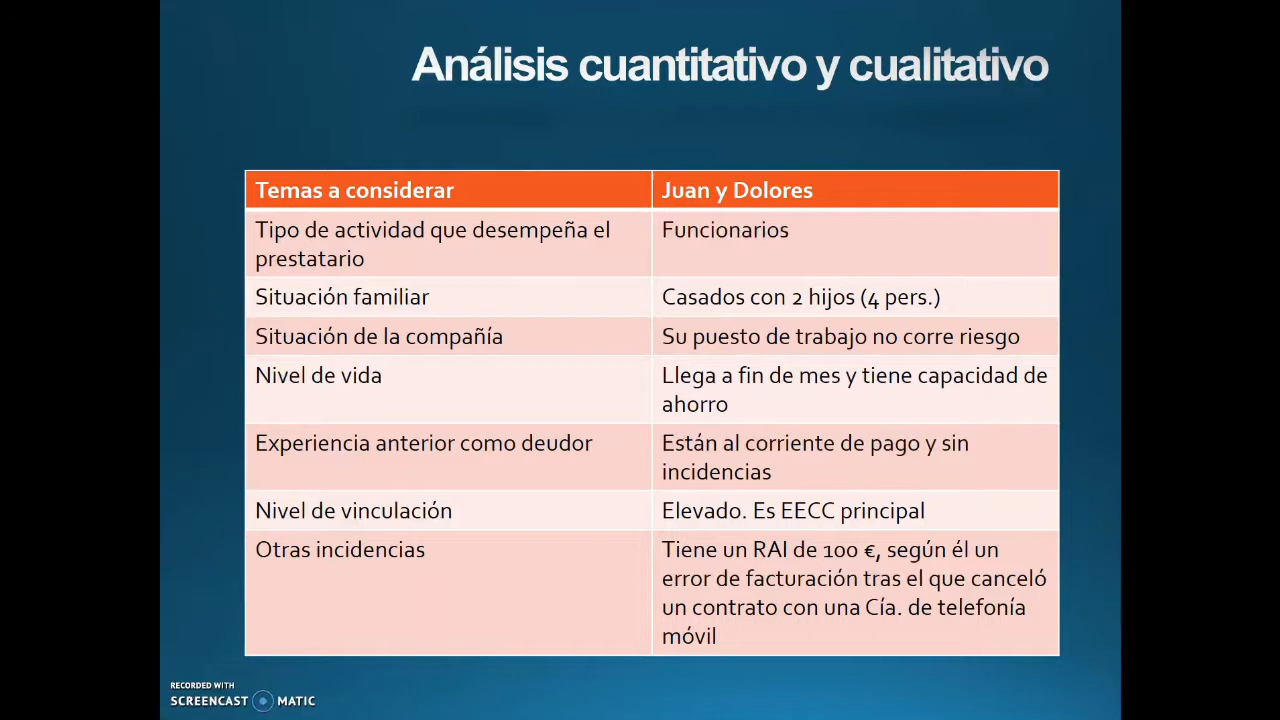 Análisis cuantitativo y cualitativo
Temas a considerar
Juan y Dolores
Tipo de actividad que desempeña el
prestatario
Funcionarios
Situación familiar
Casados con 2 hijos (4 pers.)
Situación de la compañía
Su puesto de trabajo no corre riesgo
Nivel de vida
Llega a fin de mes y tiene capacidad de
ahorro
Experiencia anterior como deudor
Están al corriente de pago y sin
incidencias
Nivel de vinculación
Elevado. Es EECC principal
Otras incidencias
Tiene un RAI de 100 €, según él un
error de facturación tras el que canceló
un contrato con una Cía. de telefonía
móvil
RECORDED WITH
SCREENCAST MATIC